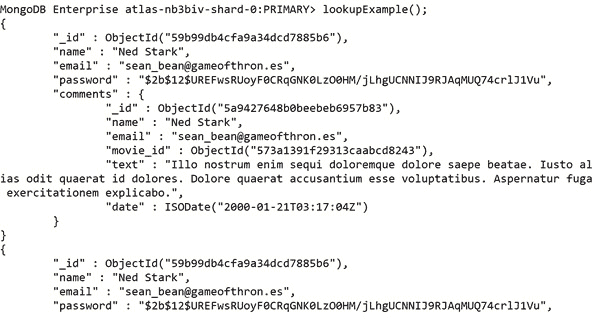 MongoDB Enterprise atlas-nb3biv-shard-0:PRIMARY> lookupExample();
{
        "_id" : ObjectId("59b99db4cfa9a34dcd7885b6"),
        "name" : "Ned Stark",
        "email" : "sean_bean@gameofthron.es",
        "password" : "$2b$12$UREFwsRUoyF0CRqGNK0LzO0HM/jLhgUCNNIJ9RJAqMUQ74crlJ1Vu",
        "comments" : {
                "_id" : ObjectId("5a9427648b0beebeb6957b83"),
                "name" : "Ned Stark",
                "email" : "sean_bean@gameofthron.es",
                "movie_id" : ObjectId("573a1391f29313caabcd8243"),
                "text" : "Illo nostrum enim sequi doloremque dolore saepe beatae. Iusto al
ias odit quaerat id dolores. Dolore quaerat accusantium esse voluptatibus. Aspernatur fuga
 exercitationem explicabo.",
                "date" : ISODate("2000-01-21T03:17:04Z")
        }
}
{
        "_id" : ObjectId("59b99db4cfa9a34dcd7885b6"),
        "name" : "Ned Stark",
        "email" : "sean_bean@gameofthron.es",
        "password" : "$2b$12$UREFwsRUoyF0CRqGNK0LzO0HM/jLhgUCNNIJ9RJAqMUQ74crlJ1Vu",